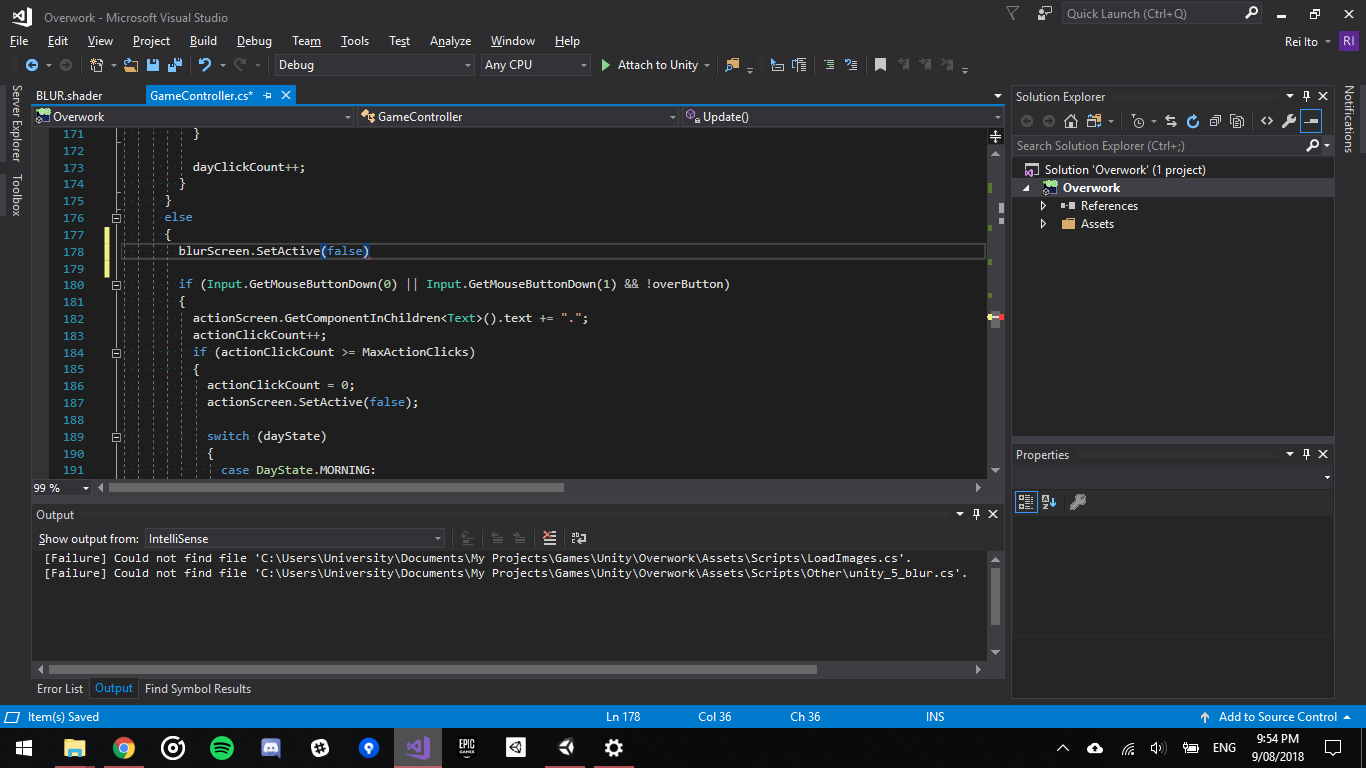 Overwork - Microsoft Visual Studio
Quick Launch (Ctrl+Q)
File Edit View Project Build Debug Team Tools Test Analyze Window Help
Rei Ito RI
Debug Any CPU Attach to Unity
Server Explorer
Toolbox
BLUR.shader GameController.cs*
Overwork GameController Update()
171 }
172
173 dayClickCount++;
174 }
175 }
176 else
177 {
178 blurScreen.SetActive(false)
179
180 if (Input.GetMouseButtonDown(0) || Input.GetMouseButtonDown(1) && !overButton)
181 {
182 actionScreen.GetComponentInChildren<Text>().text += ".";
183 actionClickCount++;
184 if (actionClickCount >= MaxActionClicks)
185 {
186 actionClickCount = 0;
187 actionScreen.SetActive(false);
188
189 switch (dayState)
190 {
191 case DayState.MORNING:
99 %
Output
Show output from: IntelliSense
[Failure] Could not find file 'C:\Users\University\Documents\My Projects\Games\Unity\Overwork\Assets\Scripts\LoadImages.cs'.
[Failure] Could not find file 'C:\Users\University\Documents\My Projects\Games\Unity\Overwork\Assets\Scripts\Other\unity_5_blur.cs'.
Error List Output Find Symbol Results
Solution Explorer
Search Solution Explorer (Ctrl+;)
Solution 'Overwork' (1 project)
Overwork
References
Assets
Properties
Notifications
Item(s) Saved Ln 178 Col 36 Ch 36 INS Add to Source Control
EPIC GAMES
ENG
9:54 PM
9/08/2018